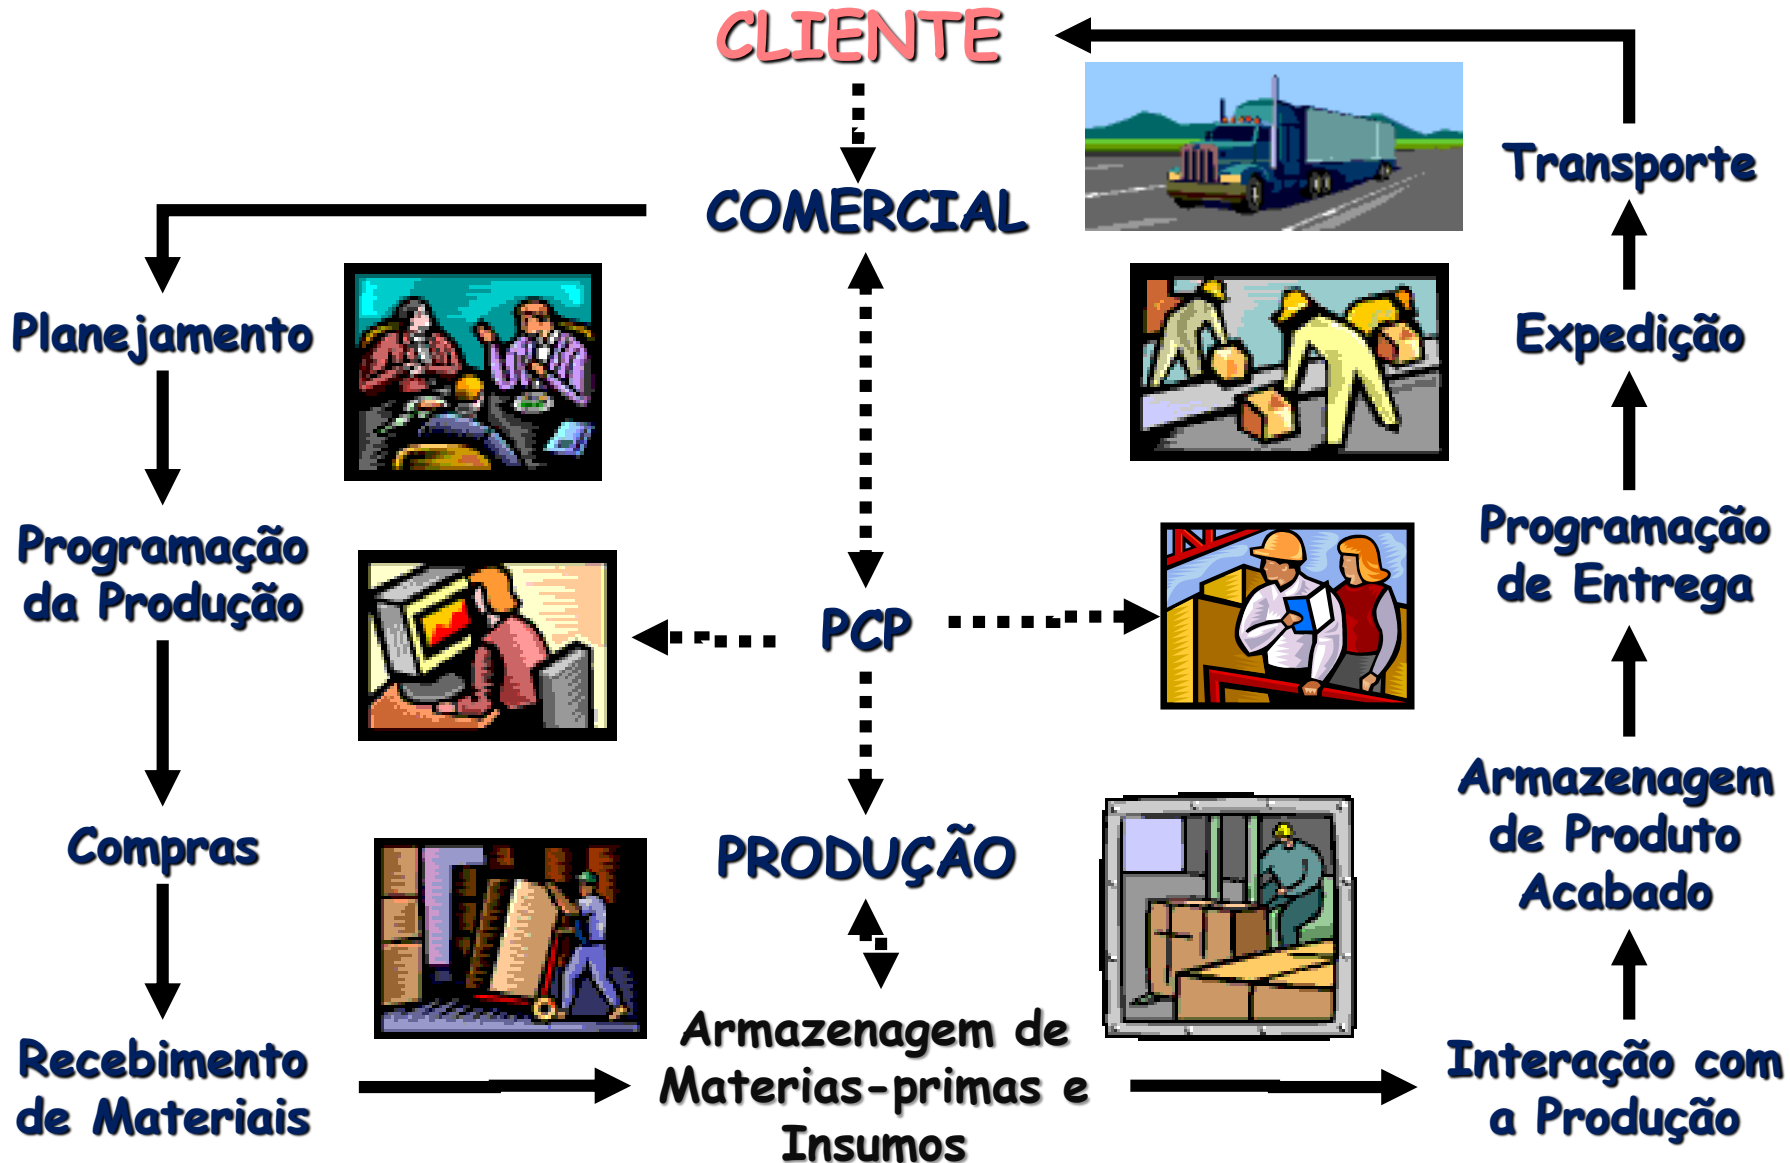 CLIENTE
COMERCIAL
Planejamento
Programação
da Produção
Compras
Recebimento
de Materiais
PCP
PRODUÇÃO
Armazenagem de
Materias-primas e
Insumos
Interação com
a Produção
Armazenagem
de Produto
Acabado
Programação
de Entrega
Expedição
Transporte